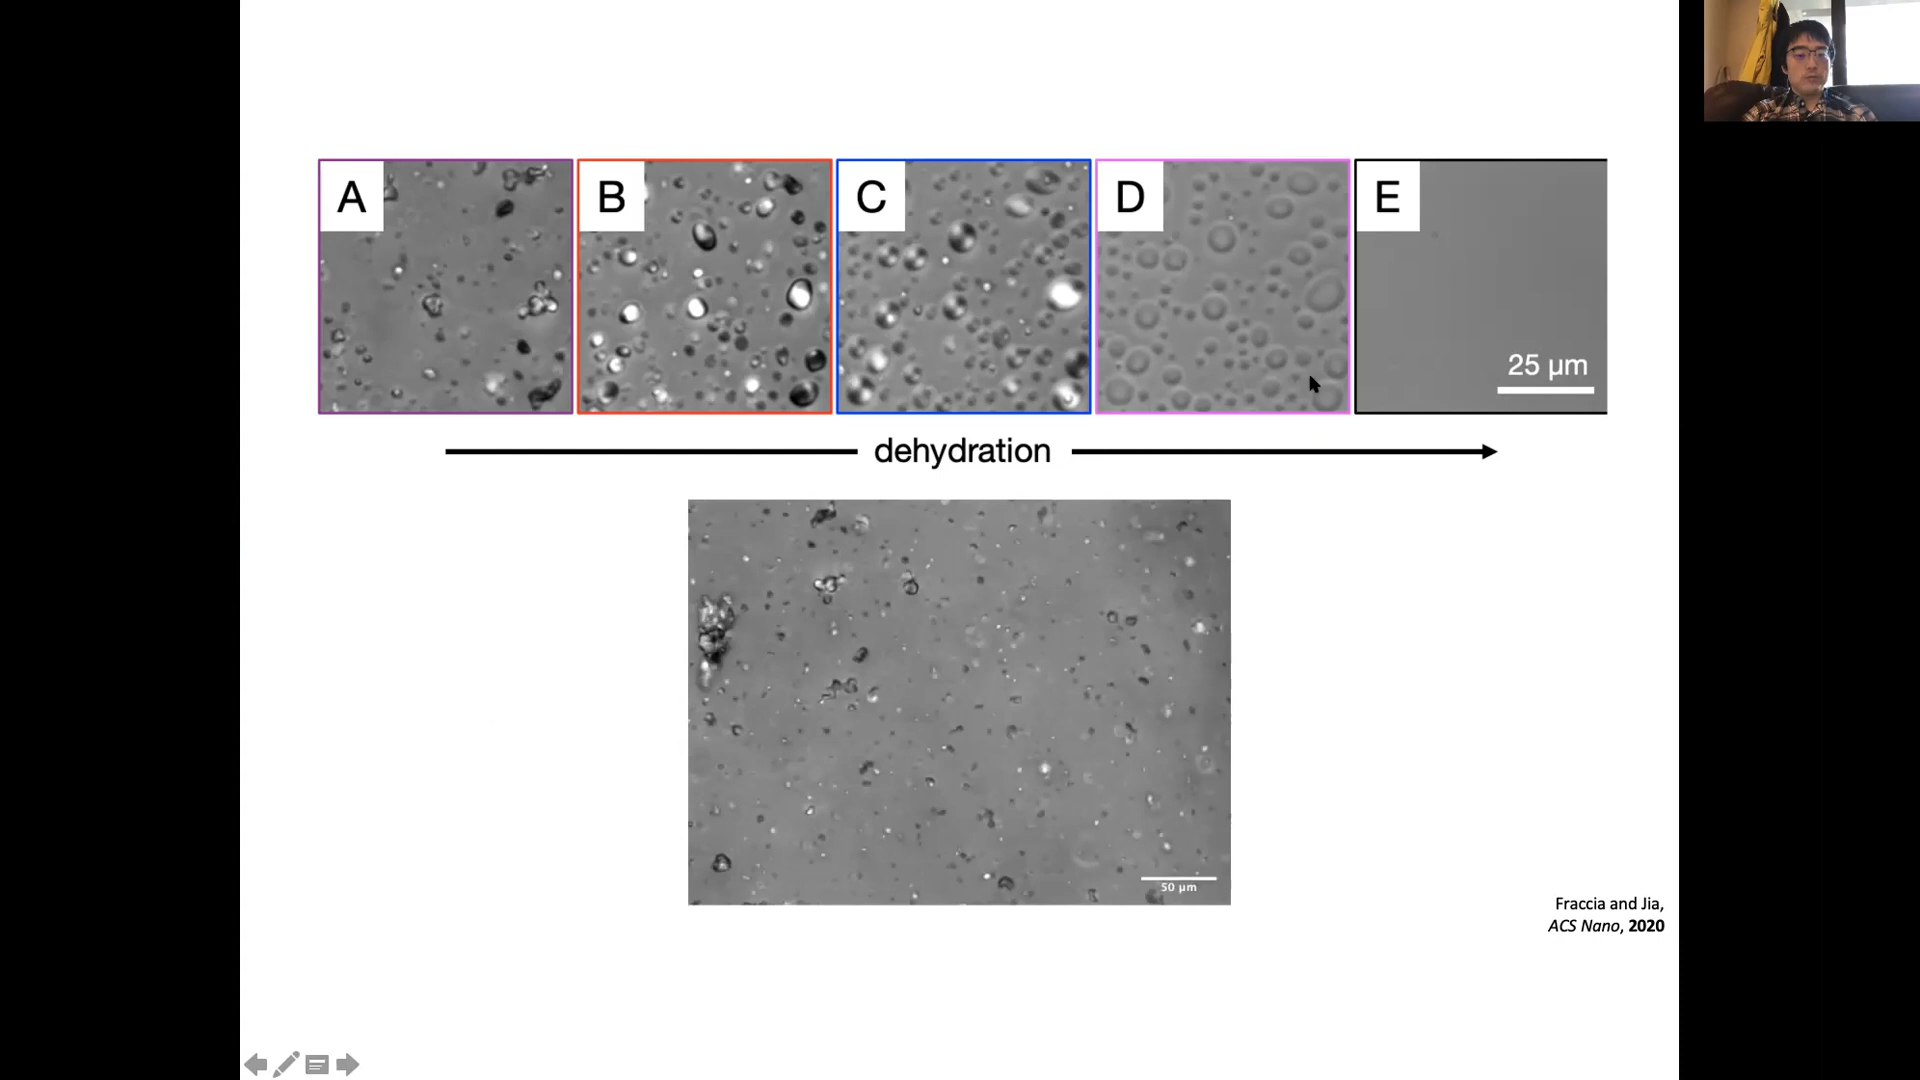 A
B
C
D
E
25 μm
dehydration
50 μm
Fraccia and Jia,
ACS Nano, 2020